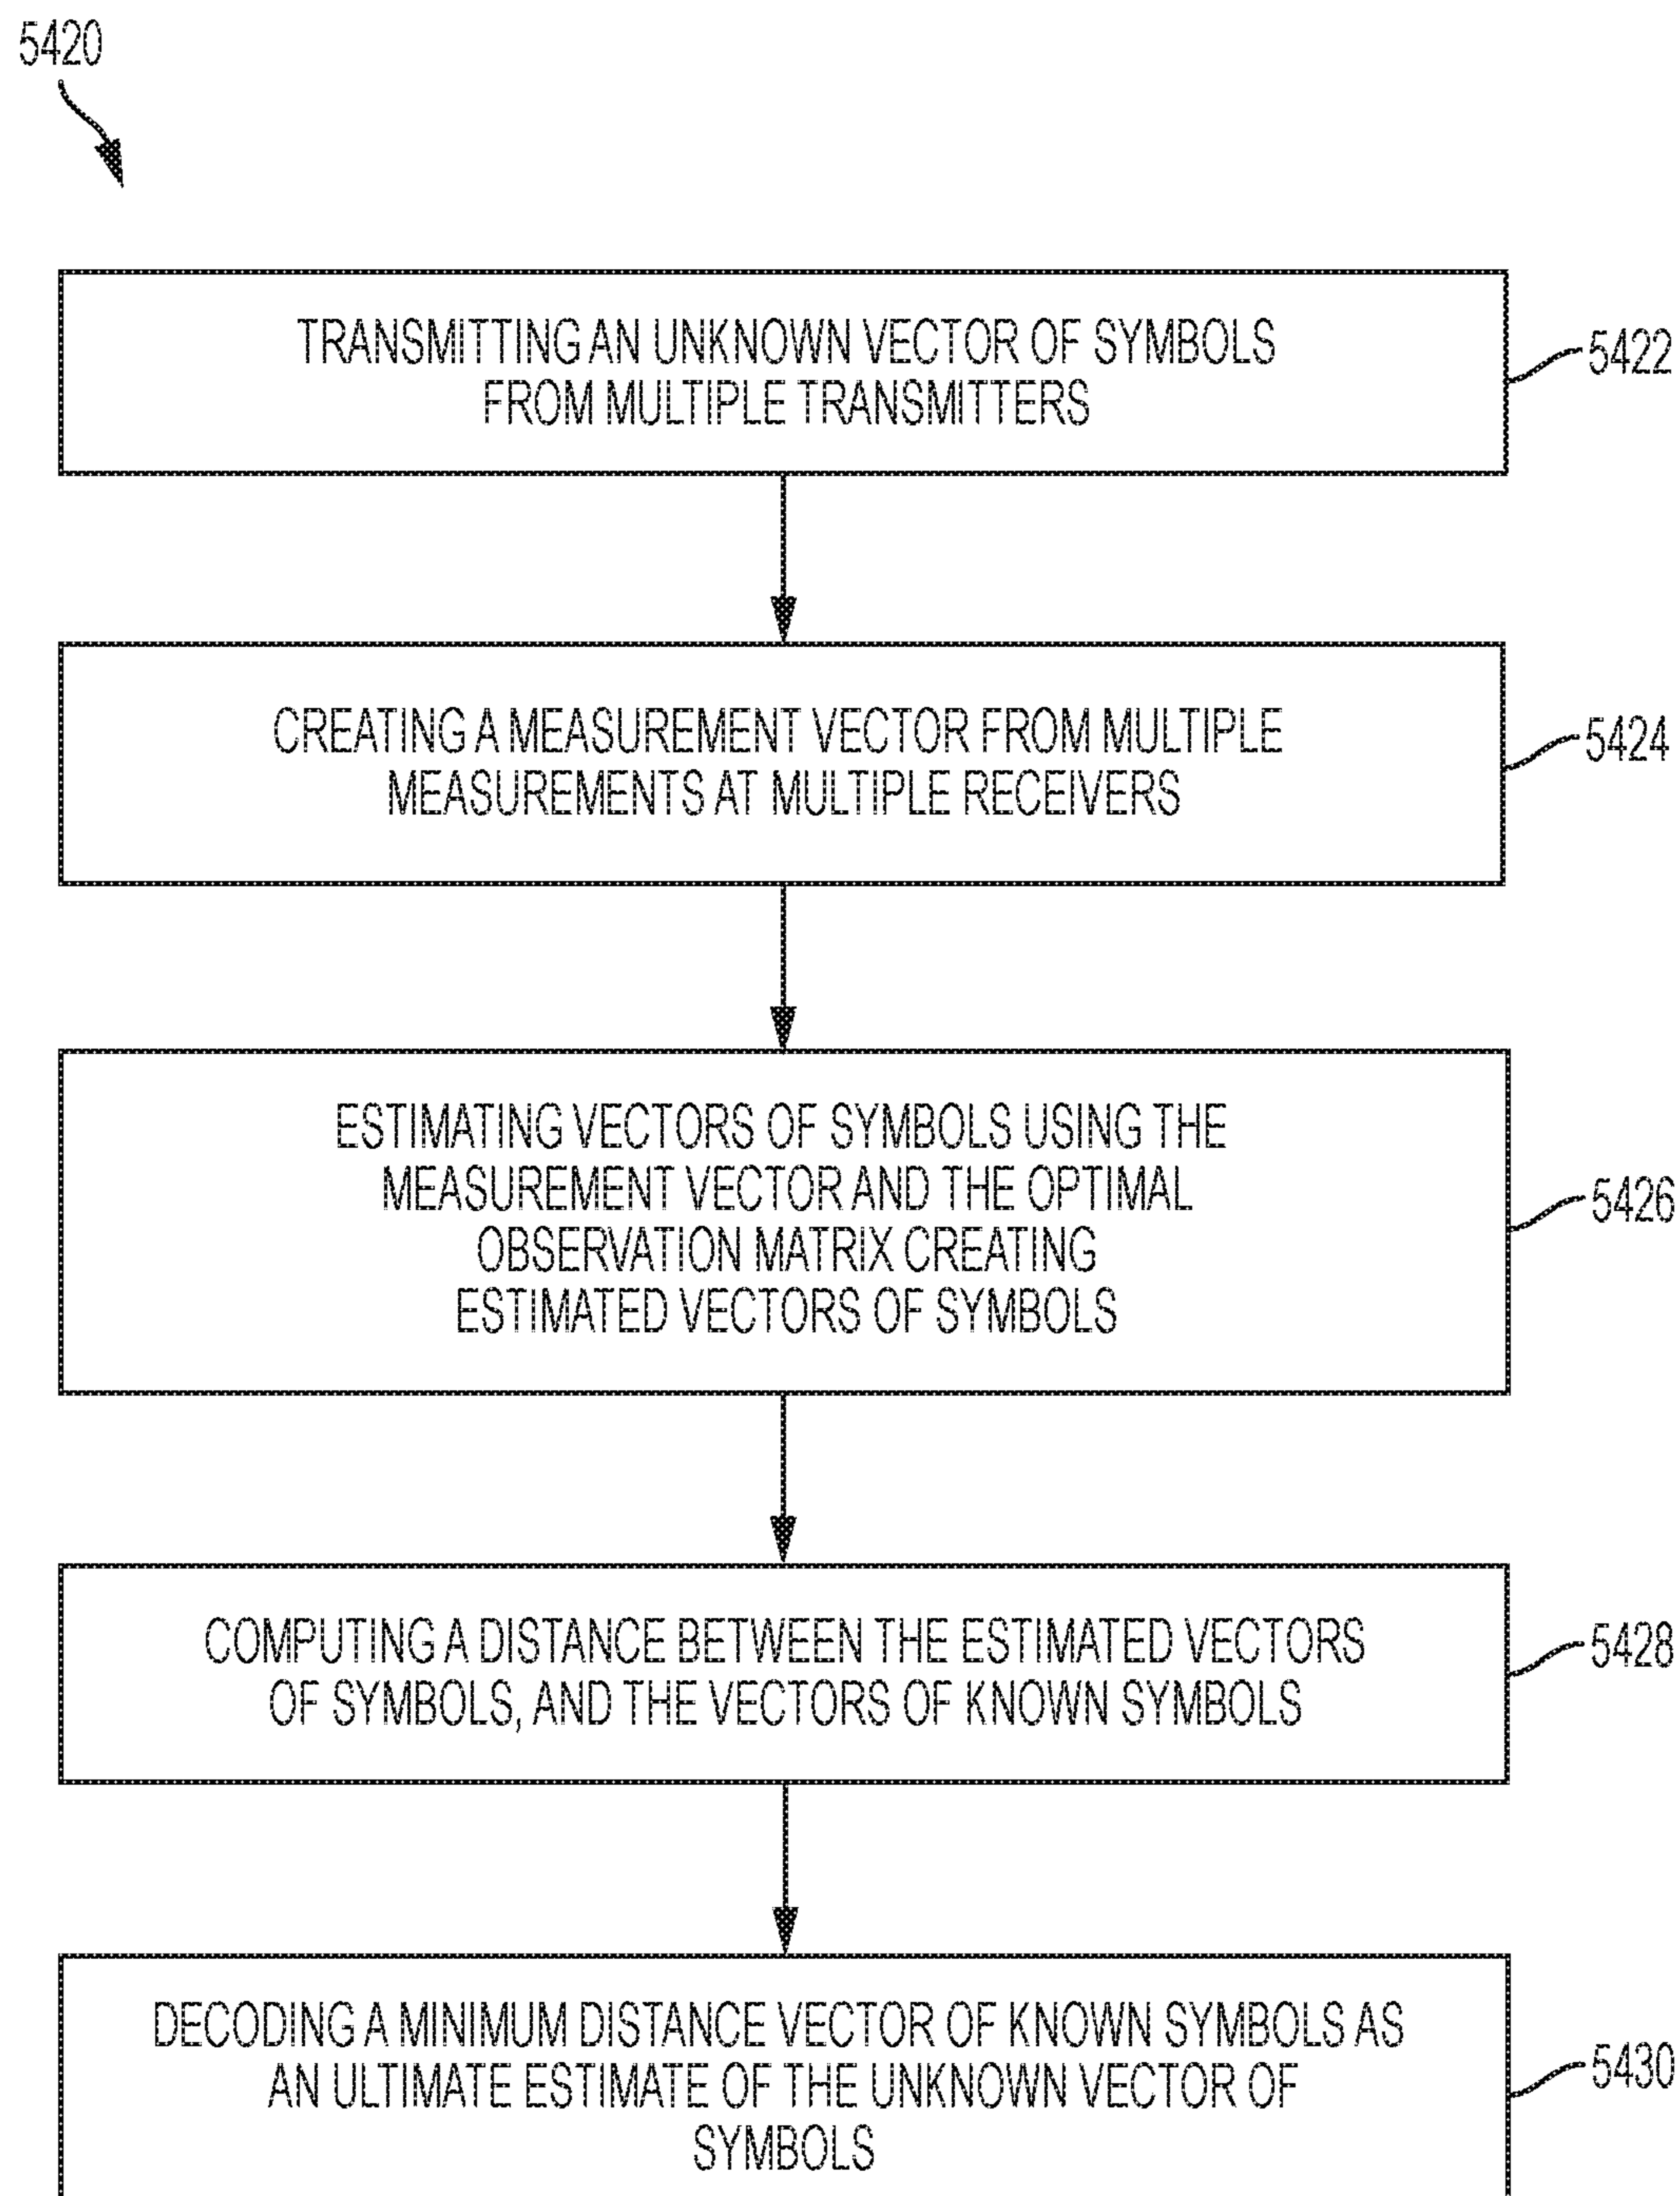 5420
TRANSMITTING AN UNKNOWN VECTOR OF SYMBOLS
FROM MULTIPLE TRANSMITTERS
5422
CREATING A MEASUREMENT VECTOR FROM MULTIPLE
MEASUREMENTS AT MULTIPLE RECEIVERS
5424
ESTIMATING VECTORS OF SYMBOLS USING THE
MEASUREMENT VECTOR AND THE OPTIMAL
OBSERVATION MATRIX CREATING
ESTIMATED VECTORS OF SYMBOLS
5426
COMPUTING A DISTANCE BETWEEN THE ESTIMATED VECTORS
OF SYMBOLS, AND THE VECTORS OF KNOWN SYMBOLS
5428
DECODING A MINIMUM DISTANCE VECTOR OF KNOWN SYMBOLS AS
AN ULTIMATE ESTIMATE OF THE UNKNOWN VECTOR OF
SYMBOLS
5430